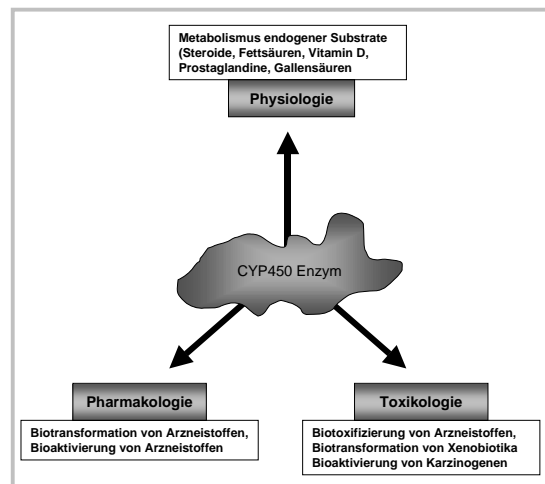 Metabolismus endogener Substrate
(Steroide, Fettsäuren, Vitamin D,
Prostaglandine, Gallensäuren
Physiologie
CYP450 Enzym
Pharmakologie
Biotransformation von Arzneistoffen,
Bioaktivierung von Arzneistoffen
Toxikologie
Biotoxifizierung von Arzneistoffen,
Biotransformation von Xenobiotika
Bioaktivierung von Karzinogenen